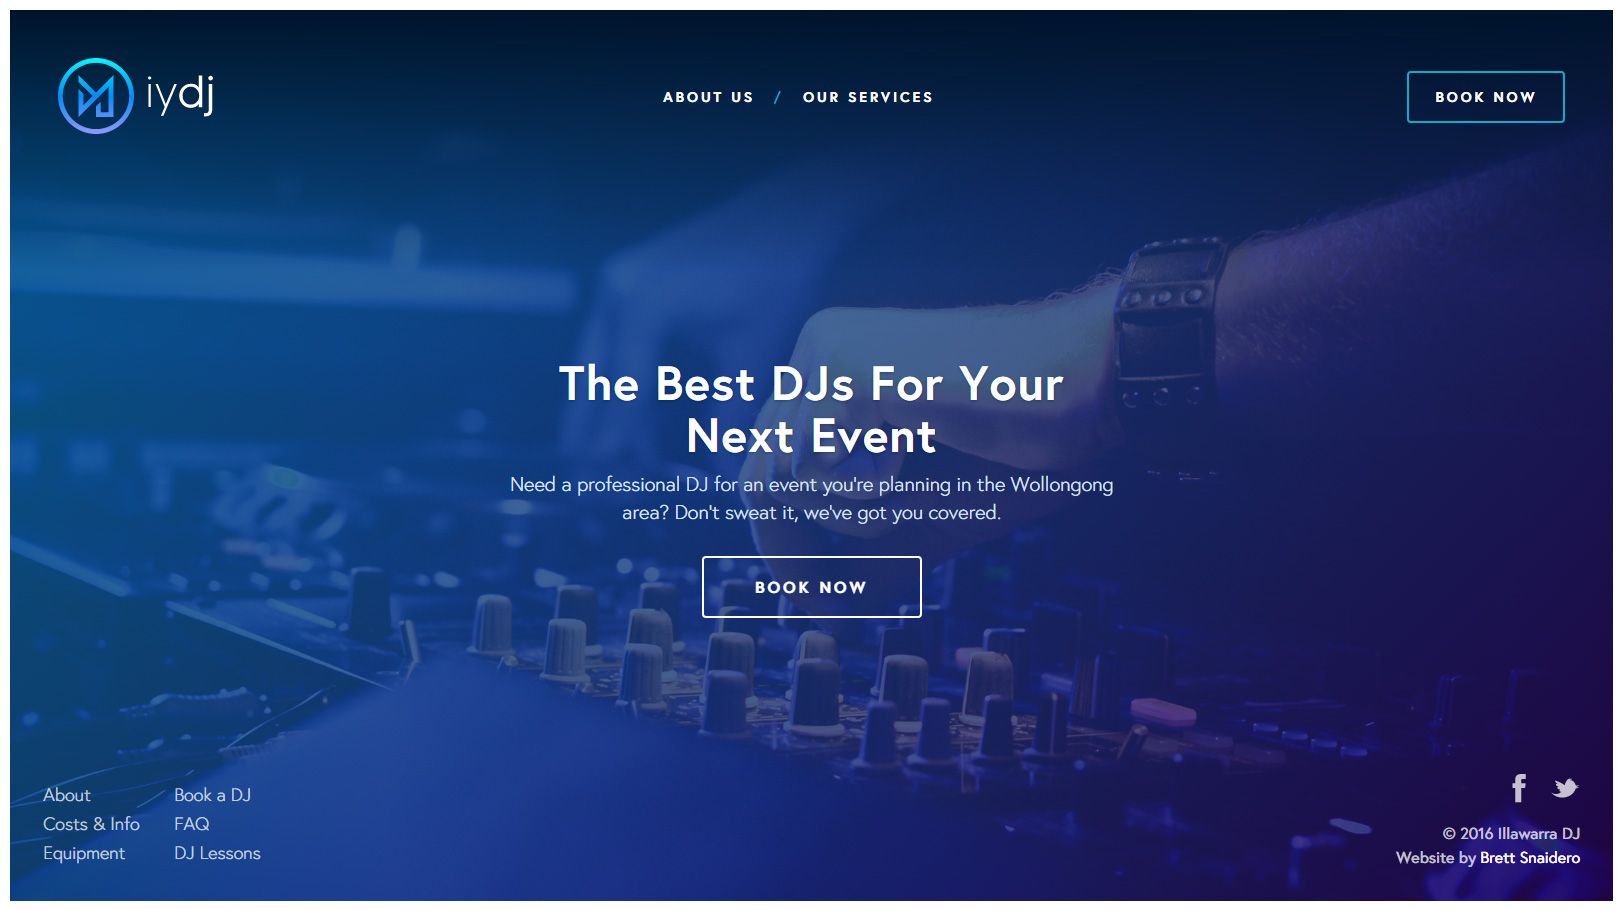 iydj
ABOUT US / OUR SERVICES
BOOK NOW
The Best DJs For Your
Next Event
Need a professional DJ for an event you're planning in the Wollongong
area? Don't sweat it, we've got you covered.
BOOK NOW
About
Costs & Info
Equipment
Book a DJ
FAQ
DJ Lessons
© 2016 Illawarra DJ
Website by Brett Snaidero